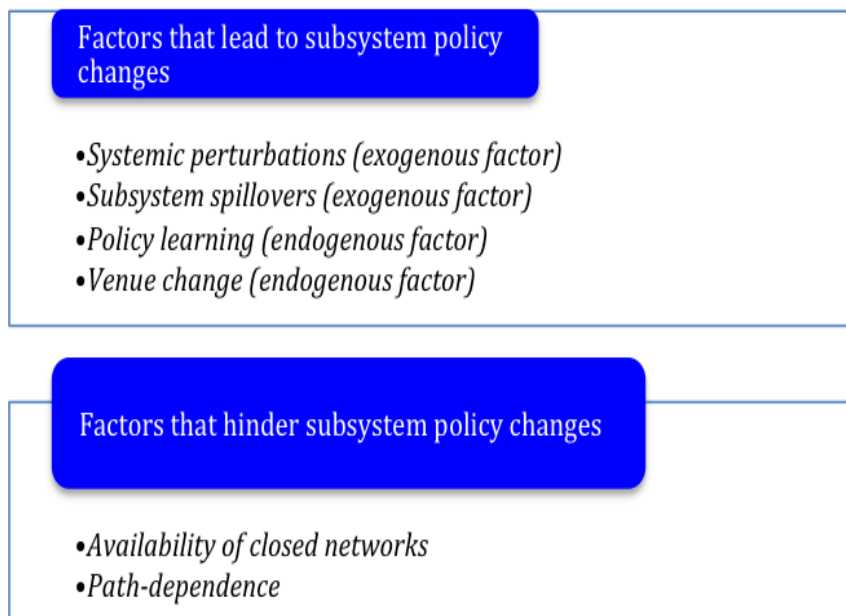 Factors that lead to subsystem policy
changes
•Systemic perturbations (exogenous factor)
•Subsystem spillovers (exogenous factor)
•Policy learning (endogenous factor)
•Venue change (endogenous factor)
Factors that hinder subsystem policy changes
•Availability of closed networks
•Path-dependence